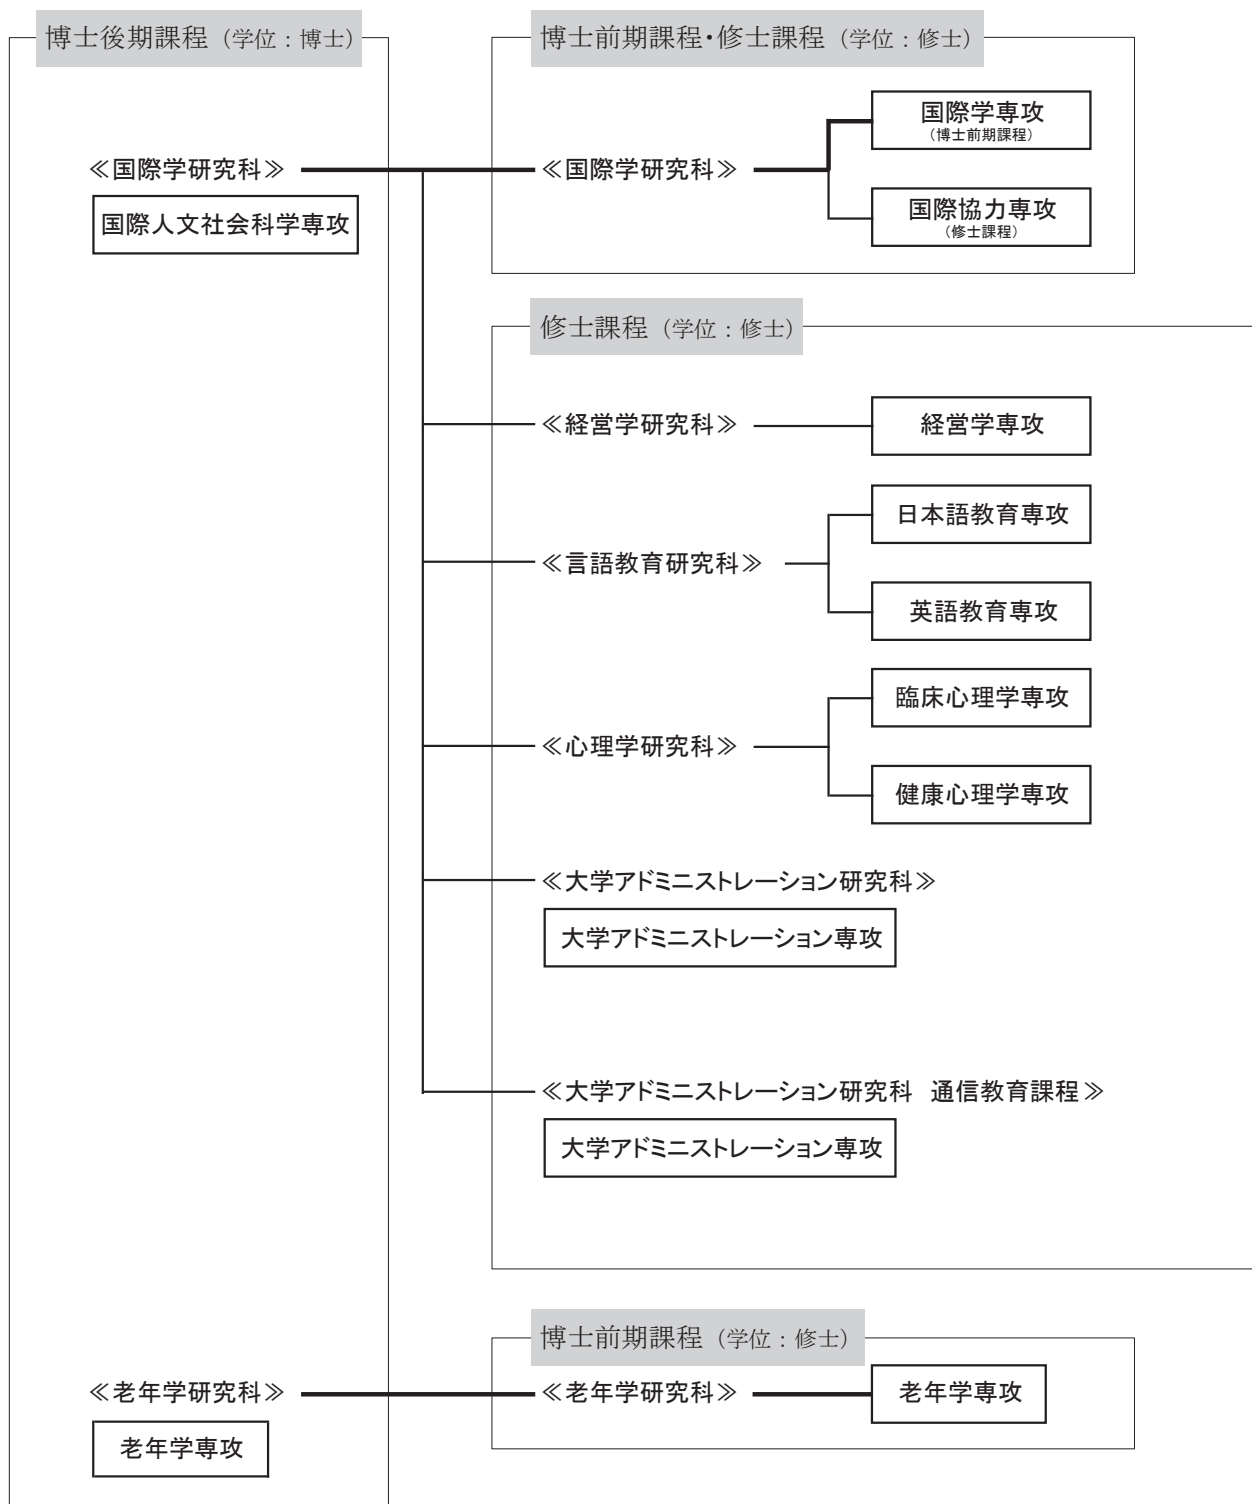 博士後期課程（学位：博士）
博士前期課程・修士課程（学位：修士）
国際学専攻
（博士前期課程）
≪国際学研究科≫
≪国際学研究科≫
国際人文社会科学専攻
国際協力専攻
（修士課程）
修士課程（学位：修士）
≪経営学研究科≫
経営学専攻
日本語教育専攻
≪言語教育研究科≫
英語教育専攻
臨床心理学専攻
≪心理学研究科≫
健康心理学専攻
≪大学アドミニストレーション研究科≫
大学アドミニストレーション専攻
≪大学アドミニストレーション研究科　通信教育課程≫
大学アドミニストレーション専攻
博士前期課程（学位：修士）
≪老年学研究科≫
≪老年学研究科≫
老年学専攻
老年学専攻